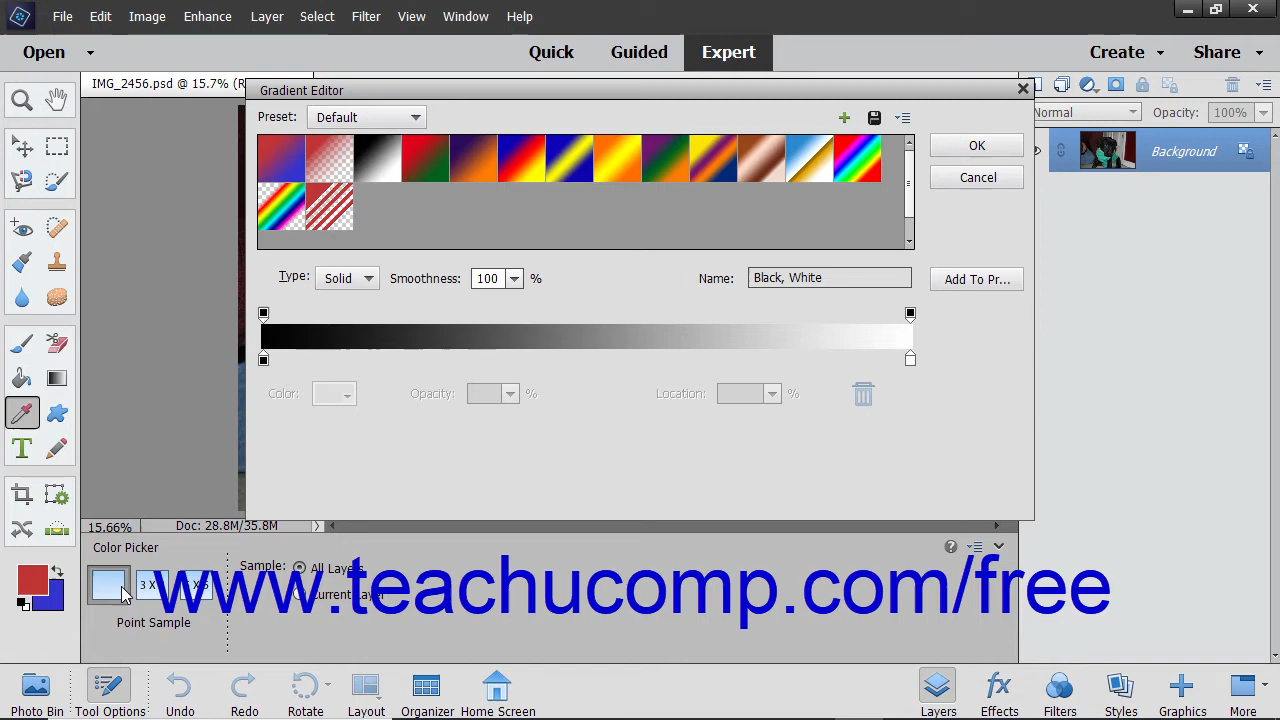 File Edit Image Enhance Layer Select Filter View Window Help
Open Quick Guided Expert Create Share
IMG_2456.psd @ 15.7% (R
Gradient Editor
Normal Opacity: 100%
Preset: Default
OK
Background
Cancel
Type: Solid Smoothness: 100 % Name: Black, White Add To Pr...
Color: Opacity: % Location: %
15.66% Doc: 28.8M/35.8M
Color Picker
Sample: All Layers
3 X
Current Layer
www.teachucomp.com/free
Point Sample
Photo Bin Tool Options Undo Redo Rotate Layout Organizer Home Screen Layers Effects Filters Styles Graphics More